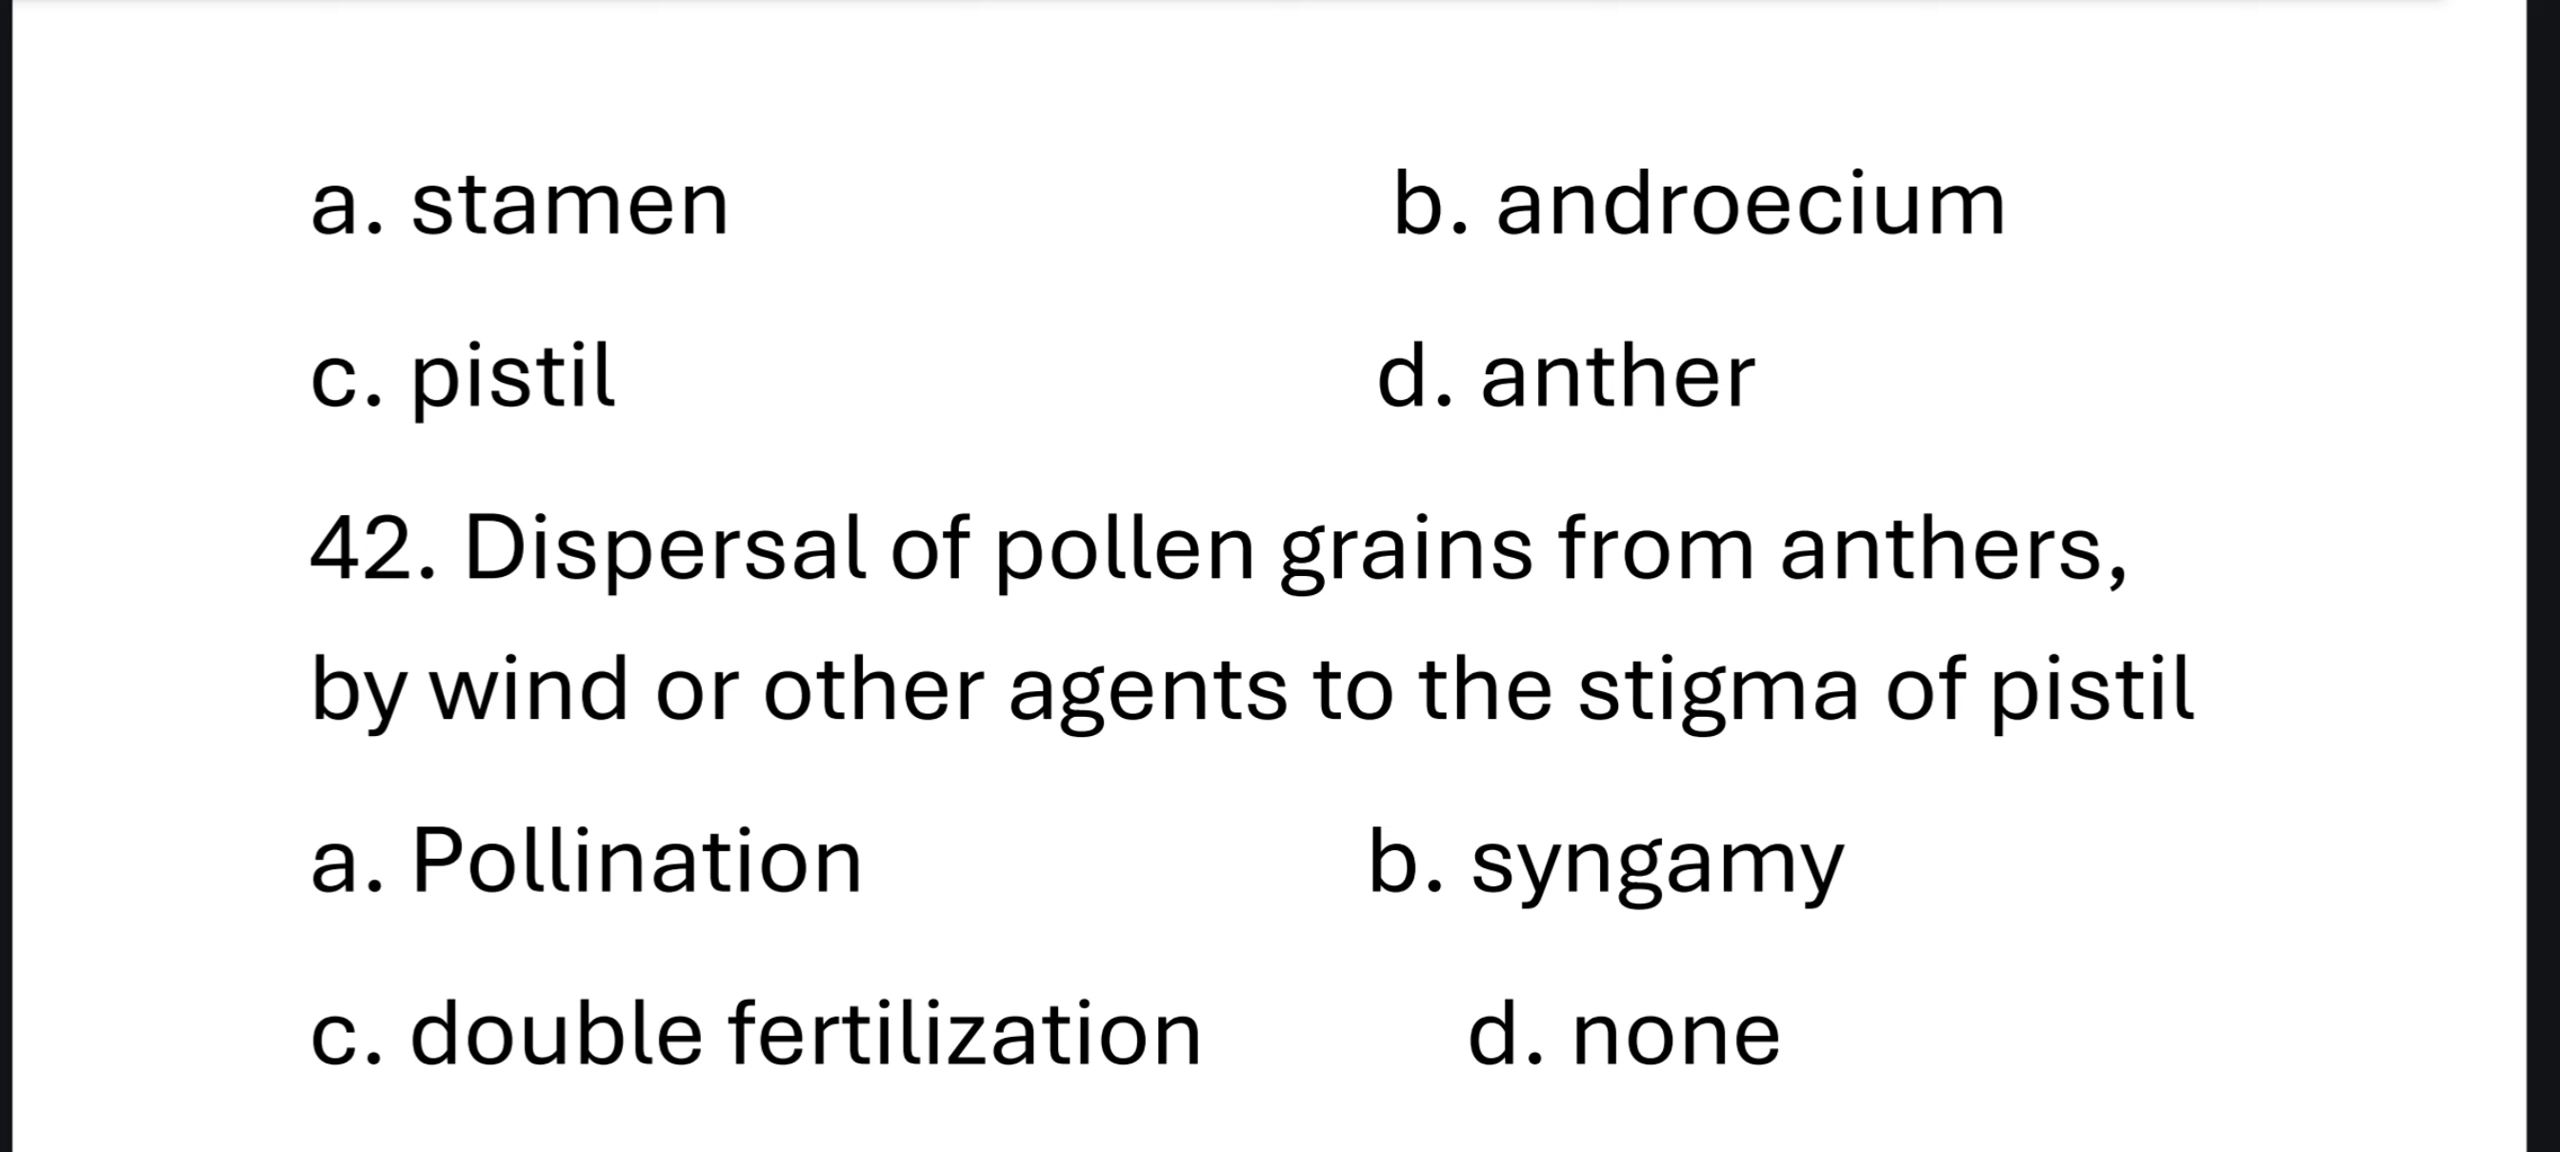 a. stamen b. androecium
c. pistil d. anther
42. Dispersal of pollen grains from anthers,
by wind or other agents to the stigma of pistil
a. Pollination b. syngamy
c. double fertilization d. none